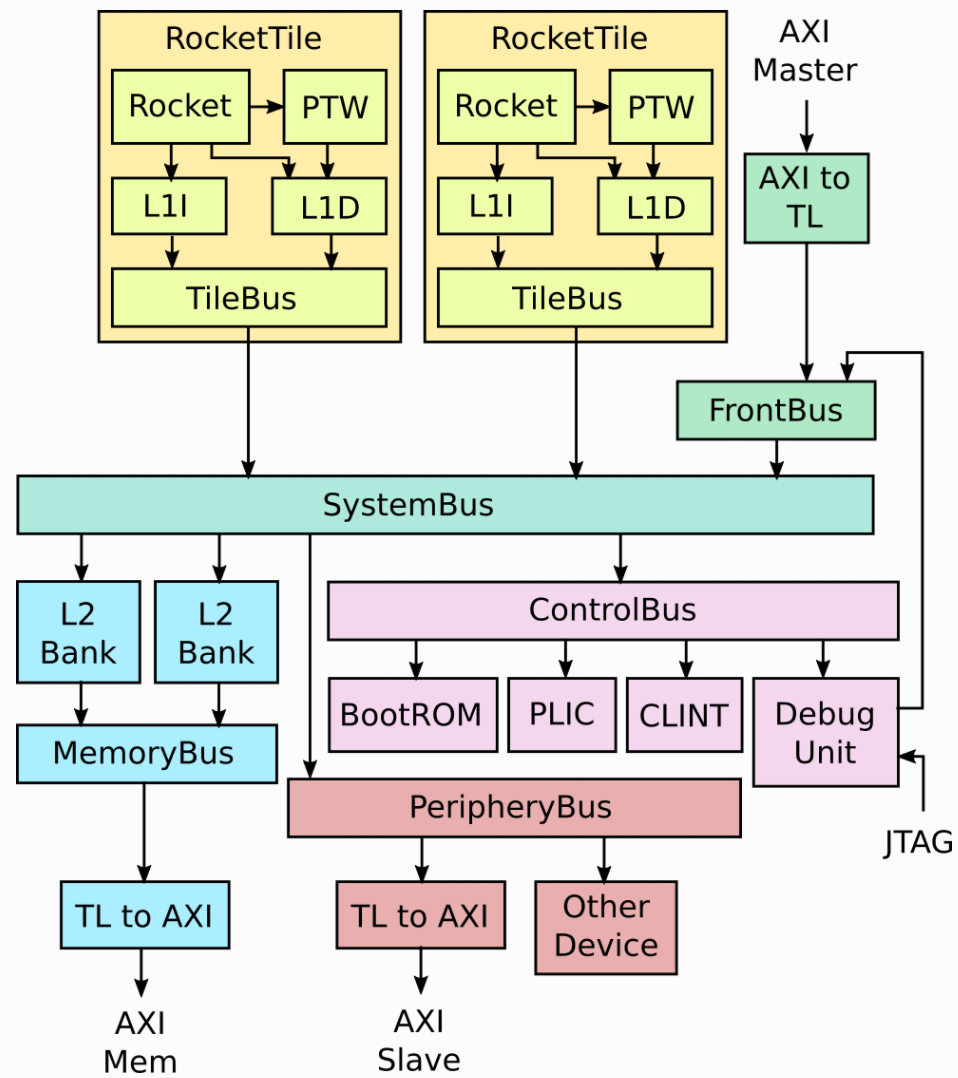 RocketTile
Rocket
PTW
L1I
L1D
TileBus
RocketTile
Rocket
PTW
L1I
L1D
TileBus
AXI
Master
AXI to
TL
FrontBus
SystemBus
L2
Bank
L2
Bank
MemoryBus
TL to AXI
AXI
Mem
ControlBus
BootROM
PLIC
CLINT
Debug
Unit
JTAG
PeripheryBus
TL to AXI
Other
Device
AXI
Slave